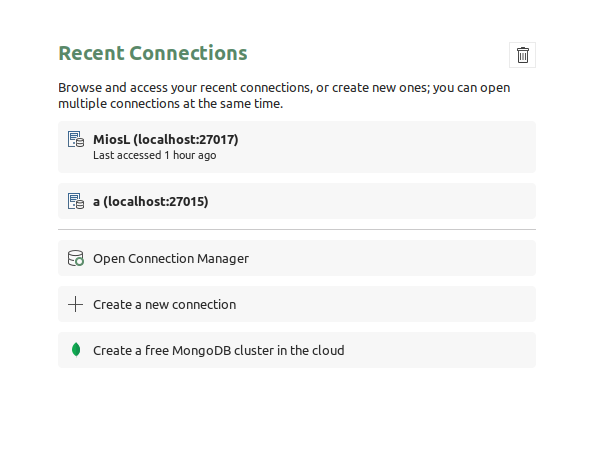 Recent Connections
Browse and access your recent connections, or create new ones; you can open
multiple connections at the same time.
MiosL (localhost:27017)
Last accessed 1 hour ago
a (localhost:27015)
Open Connection Manager
Create a new connection
Create a free MongoDB cluster in the cloud